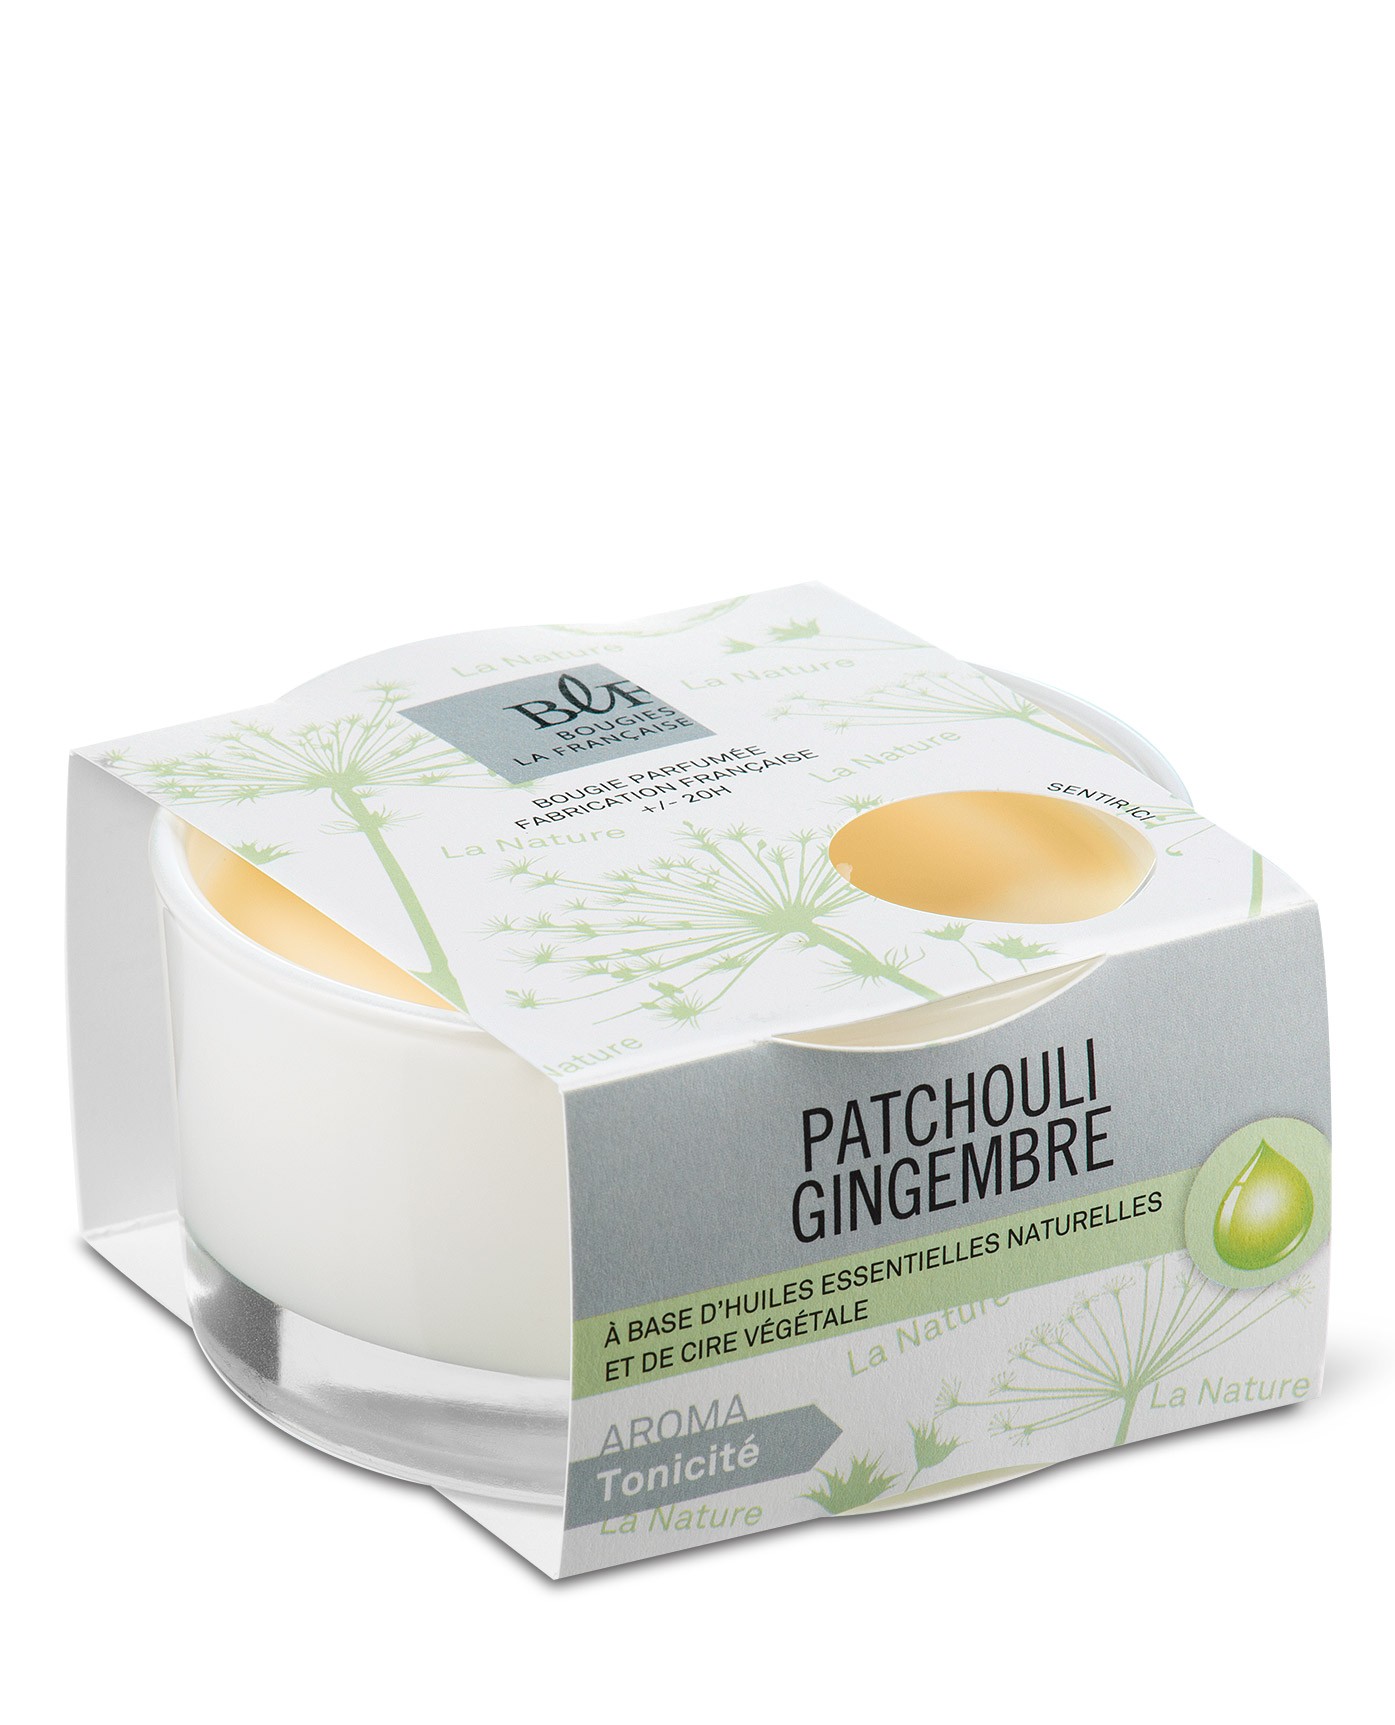 La Nature
La Nature
BlF
BOUGIES
LA FRANÇAISE
BOUGIE PARFUMÉE
FABRICATION FRANÇAISE
+/- 20H
La Nature
La Nature
SENTIR ICI
Nature
PATCHOULI
GINGEMBRE
À BASE D'HUILES ESSENTIELLES NATURELLES
ET DE CIRE VÉGÉTALE
La Nature
La Nature
AROMA
Tonicité
La Nature